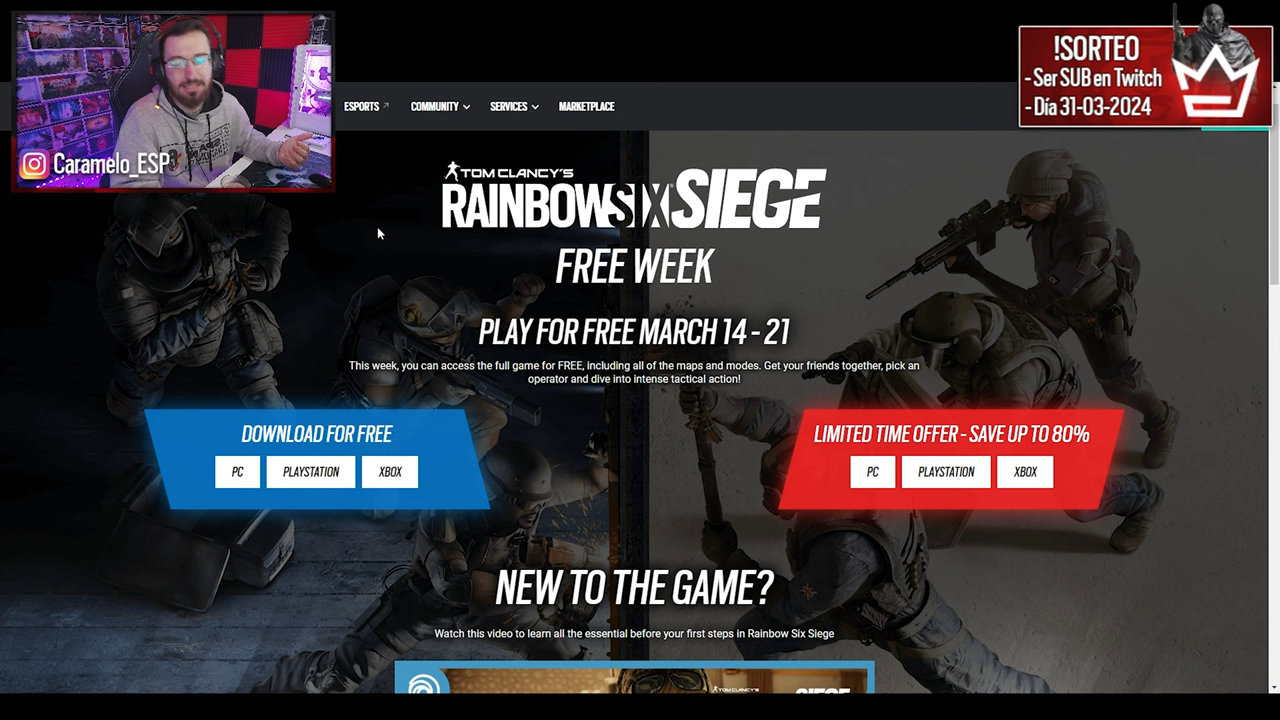 !SORTEO
- Ser SUB en Twitch
- Día 31-03-2024
Caramelo_ESP
ESPORTS
COMMUNITY
SERVICES
MARKETPLACE
TOM CLANCY'S
RAINBOW SIX SIEGE
FREE WEEK
PLAY FOR FREE MARCH 14 - 21
This week, you can access the full game for FREE, including all of the maps and modes. Get your friends together, pick an
operator and dive into intense tactical action!
DOWNLOAD FOR FREE
PC
PLAYSTATION
XBOX
LIMITED TIME OFFER - SAVE UP TO 80%
PC
PLAYSTATION
XBOX
NEW TO THE GAME?
Watch this video to learn all the essential before your first steps in Rainbow Six Siege
TOM CLANCY'S
SIEGE